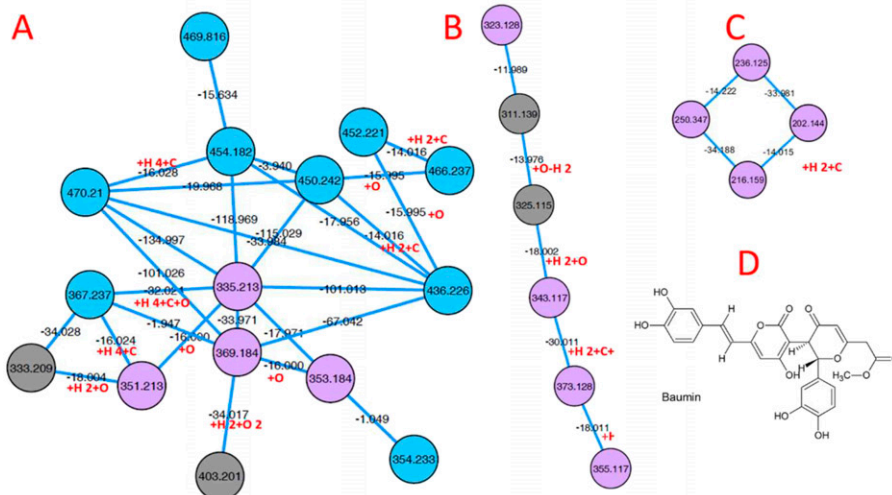 A
B
C
D
469.816
-15.634
454.182
+H 4+C
-16.028
-3.940
452.221
+H 2+C
-14.016
466.237
470.21
-19.968
450.242
-15.995
+O
-118.969
-115.029
-33.984
-17.956
-14.016
+H 2+C
-15.995
+O
-134.997
-101.026
-32.024
+H 4+C+O
367.237
335.213
-101.013
436.226
-34.028
-16.024
+H 4+C
-1.947
-16.000
+O
-33.971
-17.971
-67.042
333.209
-18.004
+H 2+O
351.213
369.184
-16.000
+O
353.184
-34.017
+H 2+O 2
403.201
-1.049
354.233
323.128
-11.989
311.139
-13.976
+O-H 2
325.115
-18.002
+H 2+O
343.117
-30.011
+H 2+C+
373.128
-18.011
355.117
236.125
-14.222
-33.981
250.347
202.144
-34.188
-14.015
+H 2+C
216.159
HO
HO
H
H
O
O
O
OH
H
H
O
O
CH₃
O
HO
OH
Baumin